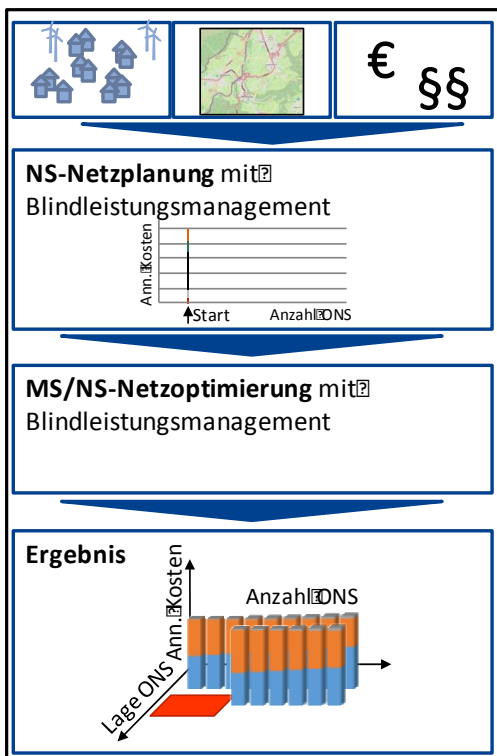 €
§§
NS-Netzplanung mit⍰
Blindleistungsmanagement
Ann.⍰Kosten
Start
Anzahl⍰ONS
MS/NS-Netzoptimierung mit⍰
Blindleistungsmanagement
Ergebnis
Ann.⍰Kosten
Anzahl⍰ONS
Lage ONS